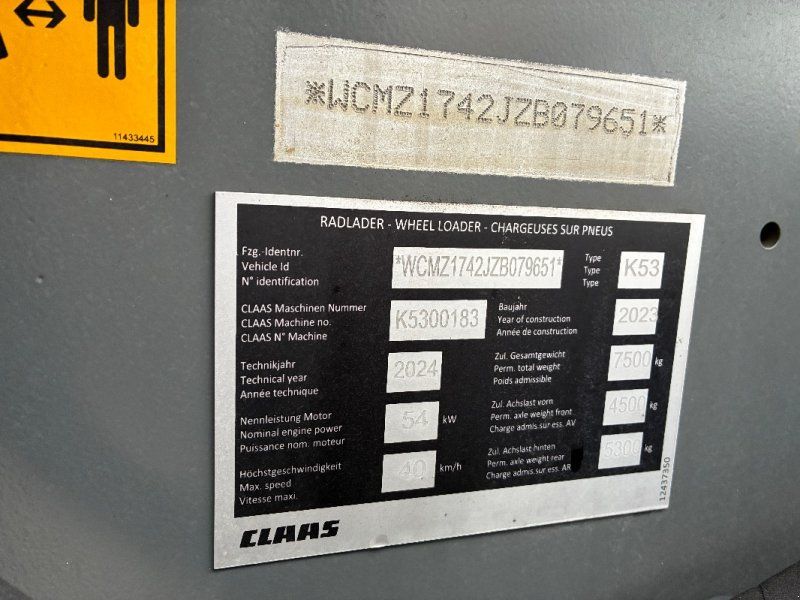 11433445
*WCMZ1742JZB079651*
RADLADER - WHEEL LOADER - CHARGEUSES SUR PNEUS
Fzg.-Identnr.
Vehicle Id
N° identification
*WCMZ1742JZB079651*
Type
Type
Type
K53
CLAAS Maschinen Nummer
CLAAS Machine no.
CLAAS N° Machine
K5300183
Baujahr
Year of construction
Année de construction
2023
Technikjahr
Technical year
Année technique
2024
Zul. Gesamtgewicht
Perm. total weight
Poids admissible
7500 kg
Nennleistung Motor
Nominal engine power
Puissance nom. moteur
54 kW
Zul. Achslast vorn
Perm. axle weight front
Charge admis.sur ess. AV
4500 kg
Höchstgeschwindigkeit
Max. speed
Vitesse maxi.
40 km/h
Zul. Achslast hinten
Perm. axle weight rear
Charge admis.sur ess. AR
5300 kg
12437350
CLAAS